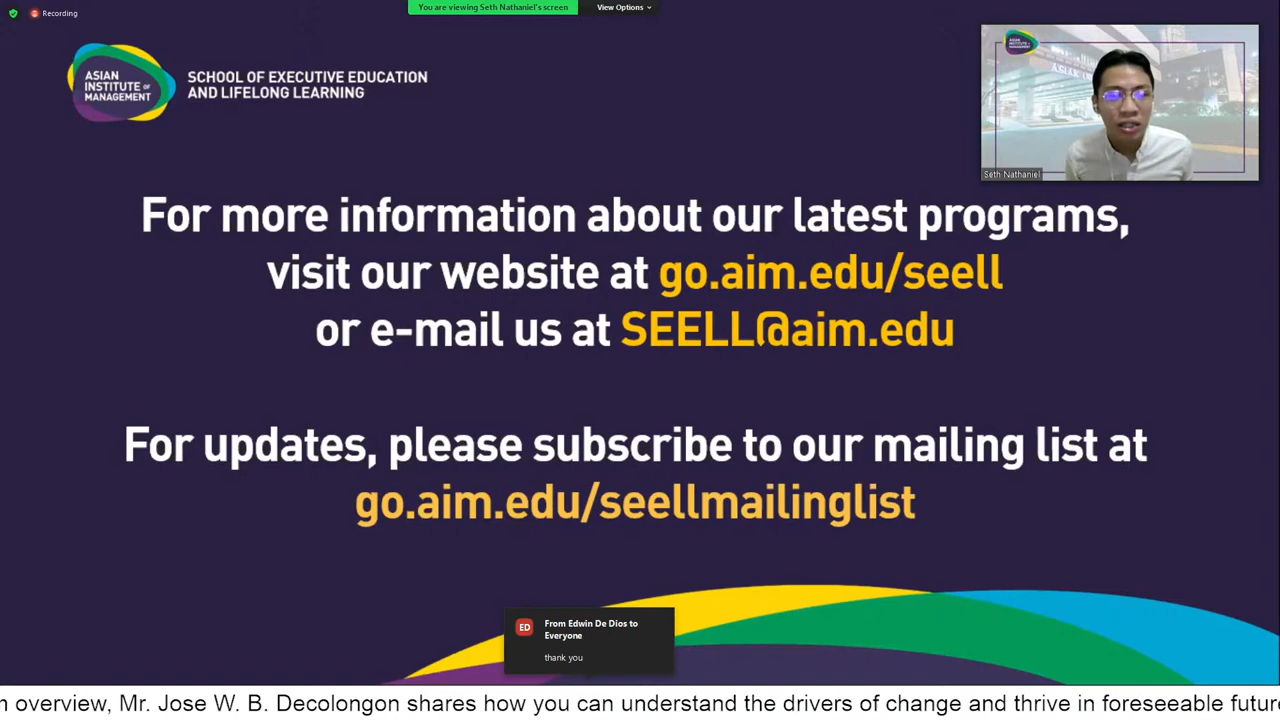 Recording
You are viewing Seth Nathaniel's screen
View Options
ASIAN
INSTITUTE OF
MANAGEMENT
SCHOOL OF EXECUTIVE EDUCATION
AND LIFELONG LEARNING
ASIAN
INSTITUTE OF
MANAGEMENT
Seth Nathaniel
For more information about our latest programs,
visit our website at go.aim.edu/seell
or e-mail us at SEELL@aim.edu
For updates, please subscribe to our mailing list at
go.aim.edu/seellmailinglist
ED
From Edwin De Dios to
Everyone
thank you
overview, Mr. Jose W. B. Decolongon shares how you can understand the drivers of change and thrive in foreseeable